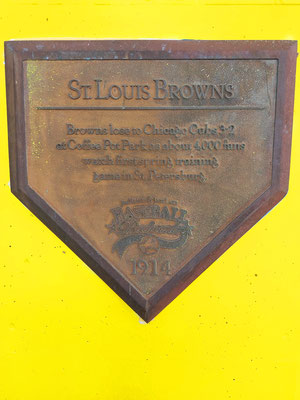 ST. LOUIS BROWNS
Browns lose to Chicago Cubs 3-2
at Coffee Pot Park as about 4,000 fans
watch first spring training
game in St. Petersburg.
BASEBALL
1914